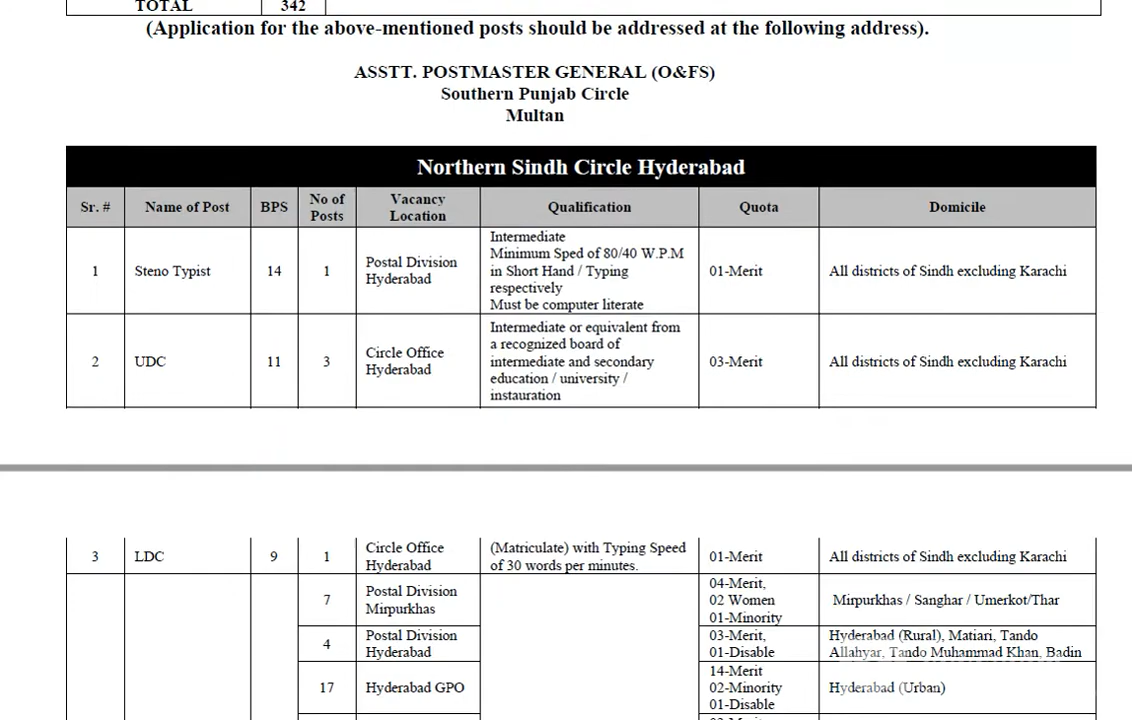 TOTAL 342
(Application for the above-mentioned posts should be addressed at the following address).
ASSTT. POSTMASTER GENERAL (O&FS)
Southern Punjab Circle
Multan
Northern Sindh Circle Hyderabad
Sr. # Name of Post BPS No of Posts Vacancy Location Qualification Quota Domicile
1 Steno Typist 14 1 Postal Division Hyderabad
Intermediate
Minimum Sped of 80/40 W.P.M
in Short Hand / Typing
respectively
Must be computer literate
01-Merit All districts of Sindh excluding Karachi
2 UDC 11 3 Circle Office Hyderabad
Intermediate or equivalent from
a recognized board of
intermediate and secondary
education / university /
instauration
03-Merit All districts of Sindh excluding Karachi
3 LDC 9 1 Circle Office Hyderabad
(Matriculate) with Typing Speed
of 30 words per minutes.
01-Merit All districts of Sindh excluding Karachi
7 Postal Division Mirpurkhas
04-Merit,
02 Women
01-Minority
Mirpurkhas / Sanghar / Umerkot/Thar
4 Postal Division Hyderabad
03-Merit,
01-Disable
Hyderabad (Rural), Matiari, Tando
Allahyar, Tando Muhammad Khan, Badin
17 Hyderabad GPO
14-Merit
02-Minority
01-Disable
Hyderabad (Urban)